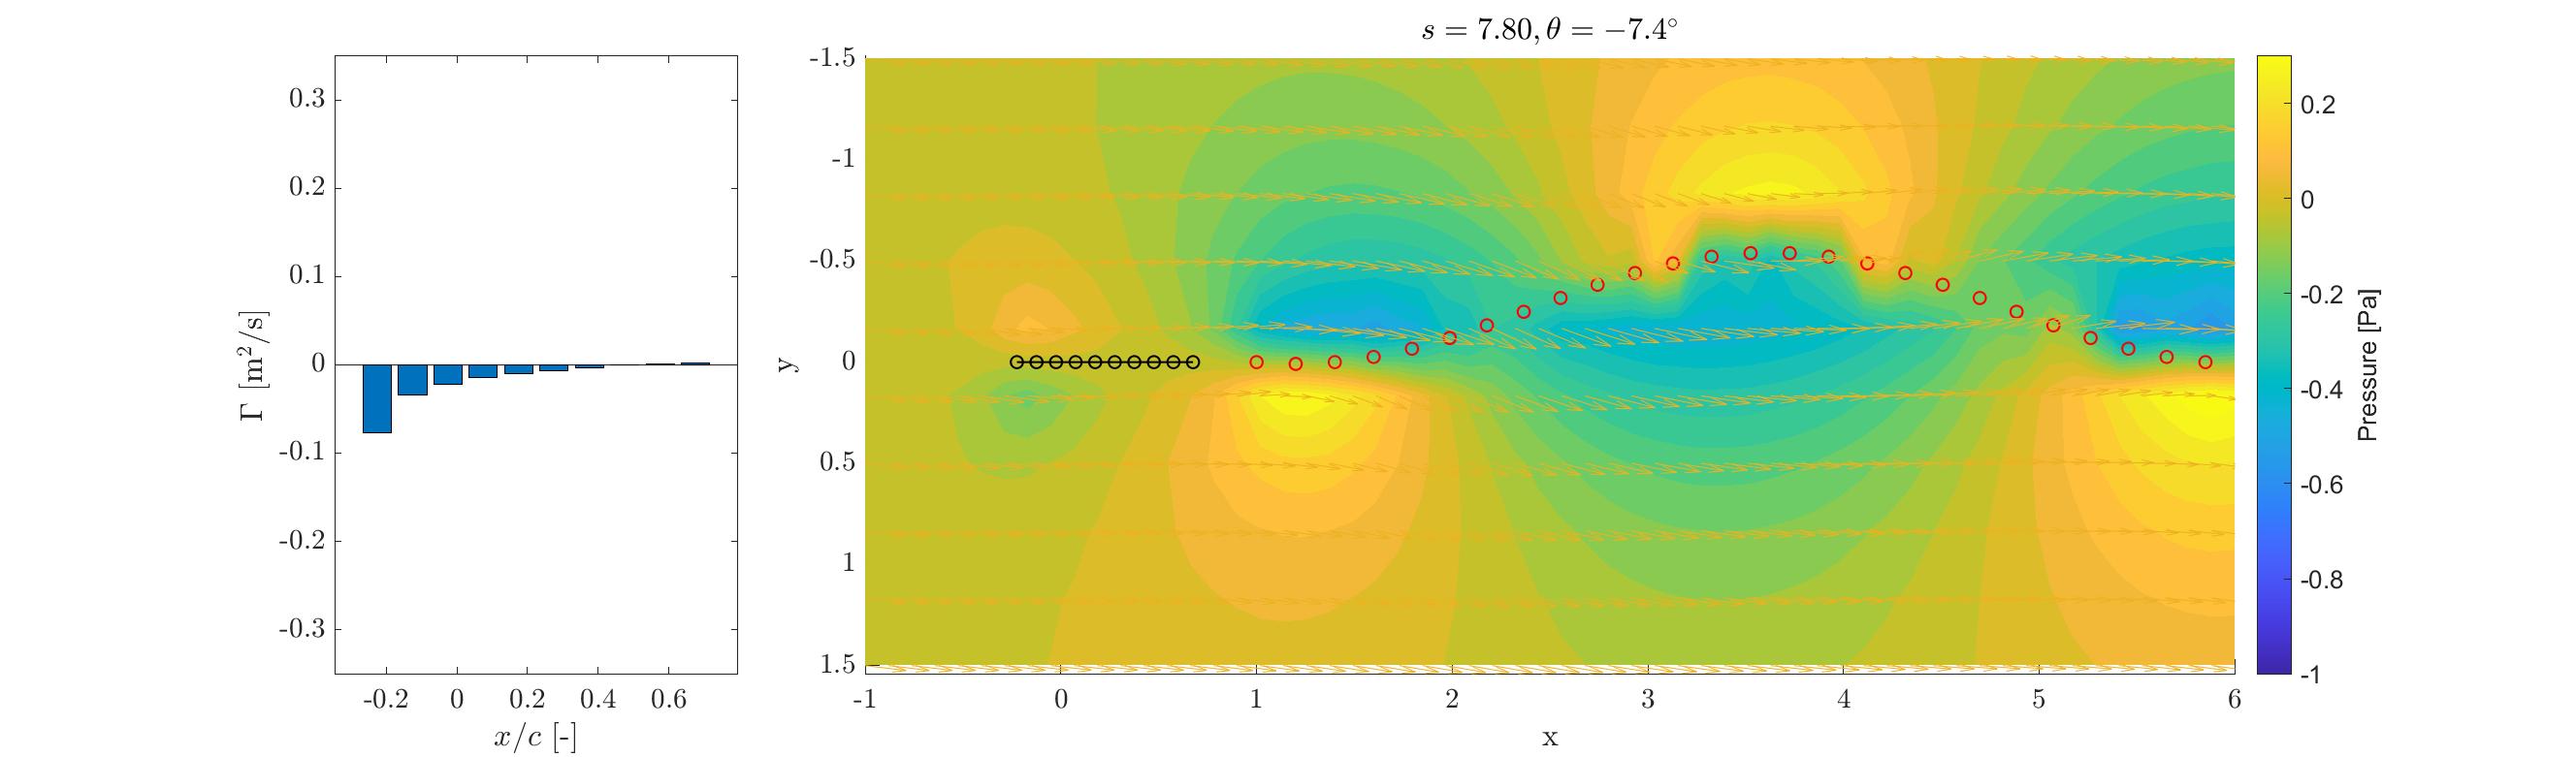 s = 7.80, θ = −7.4°
0.3
0.2
0.1
0
-0.1
-0.2
-0.3
Γ [m²/s]
-0.2 0 0.2 0.4 0.6
x/c [-]
-1.5
-1
-0.5
0
0.5
1
1.5
y
-1 0 1 2 3 4 5 6
x
0.2
0
-0.2
-0.4
-0.6
-0.8
-1
Pressure [Pa]